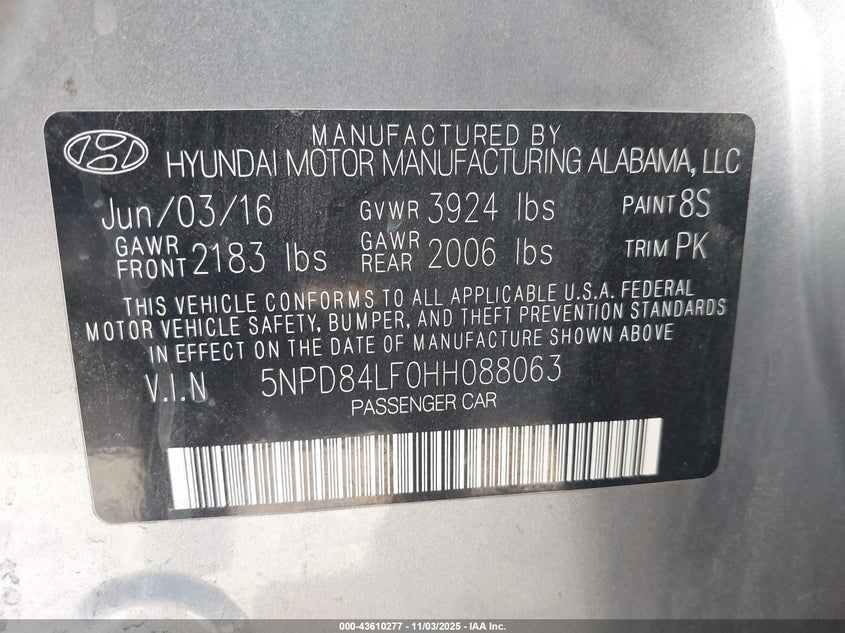 MANUFACTURED BY
HYUNDAI MOTOR MANUFACTURING ALABAMA, LLC
Jun/03/16 GVWR 3924 lbs PAINT 8S
GAWR FRONT 2183 lbs GAWR REAR 2006 lbs TRIM PK
THIS VEHICLE CONFORMS TO ALL APPLICABLE U.S.A. FEDERAL
MOTOR VEHICLE SAFETY, BUMPER, AND THEFT PREVENTION STANDARDS
IN EFFECT ON THE DATE OF MANUFACTURE SHOWN ABOVE
V.I.N 5NPD84LF0HH088063
PASSENGER CAR
000-43610277 - 11/03/2025 - IAA Inc.